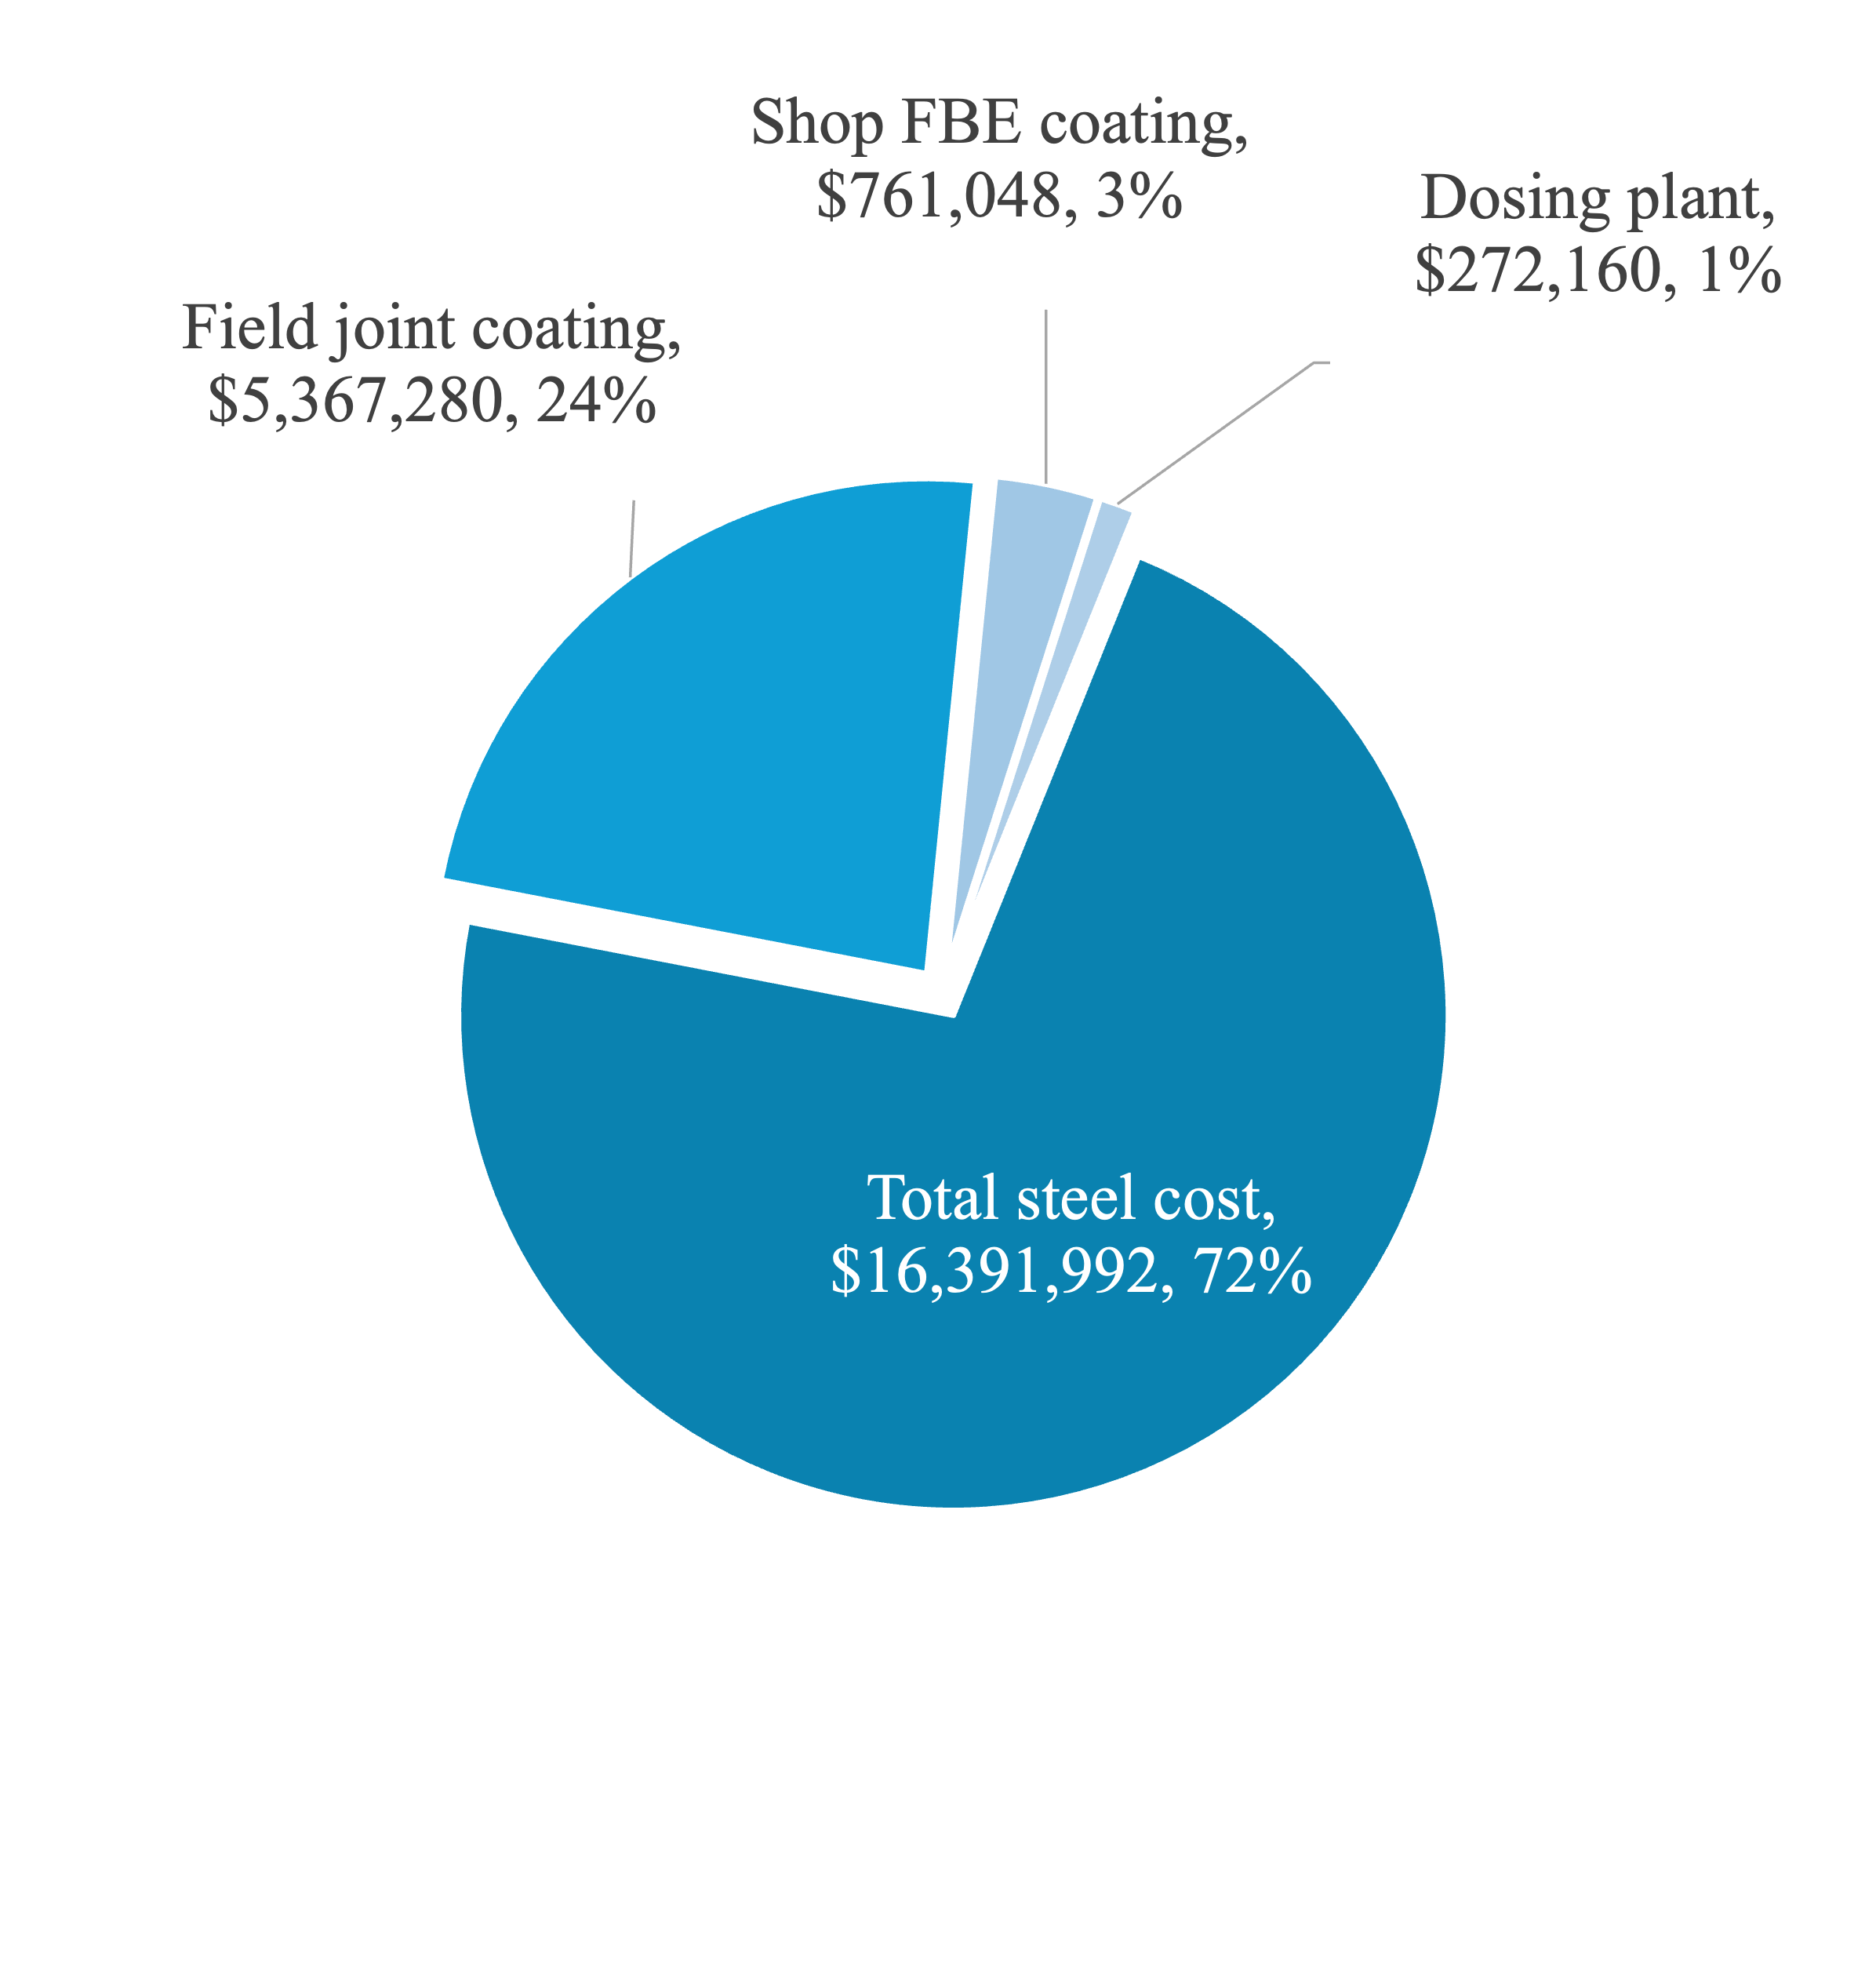 Shop FBE coating,
$761,048, 3%
Dosing plant,
$272,160, 1%
Field joint coating,
$5,367,280, 24%
Total steel cost,
$16,391,992, 72%